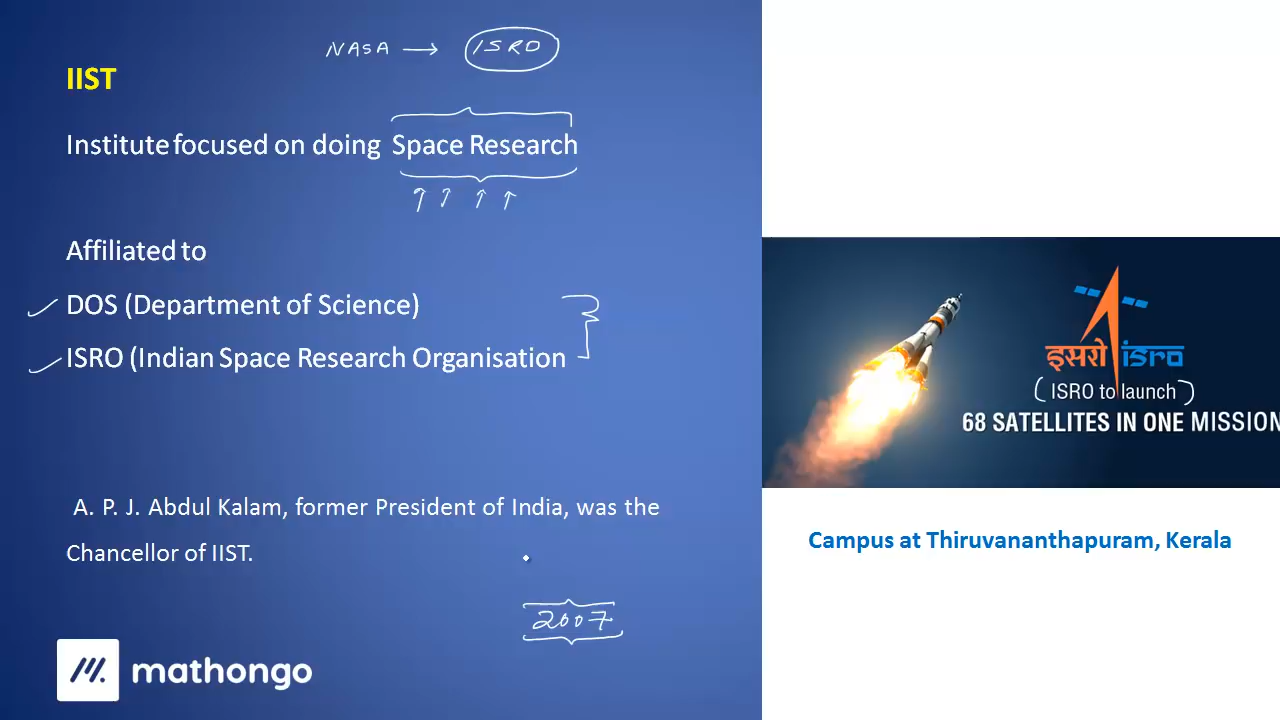 NASA → ISRO
IIST
Institute focused on doing Space Research
Affiliated to
DOS (Department of Science)
ISRO (Indian Space Research Organisation
A. P. J. Abdul Kalam, former President of India, was the
Chancellor of IIST.
2007
mathongo
इसरो isro
(ISRO to launch)
68 SATELLITES IN ONE MISSION
Campus at Thiruvananthapuram, Kerala